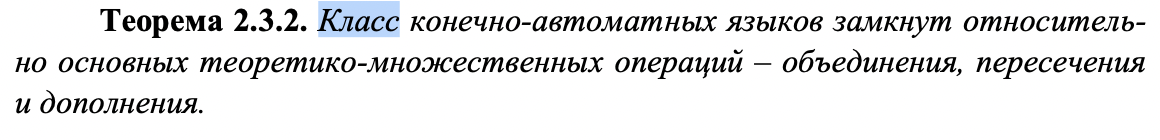 Теорема 2.3.2. Класс конечно-автоматных языков замкнут относитель-
но основных теоретико-множественных операций – объединения, пересечения
и дополнения.